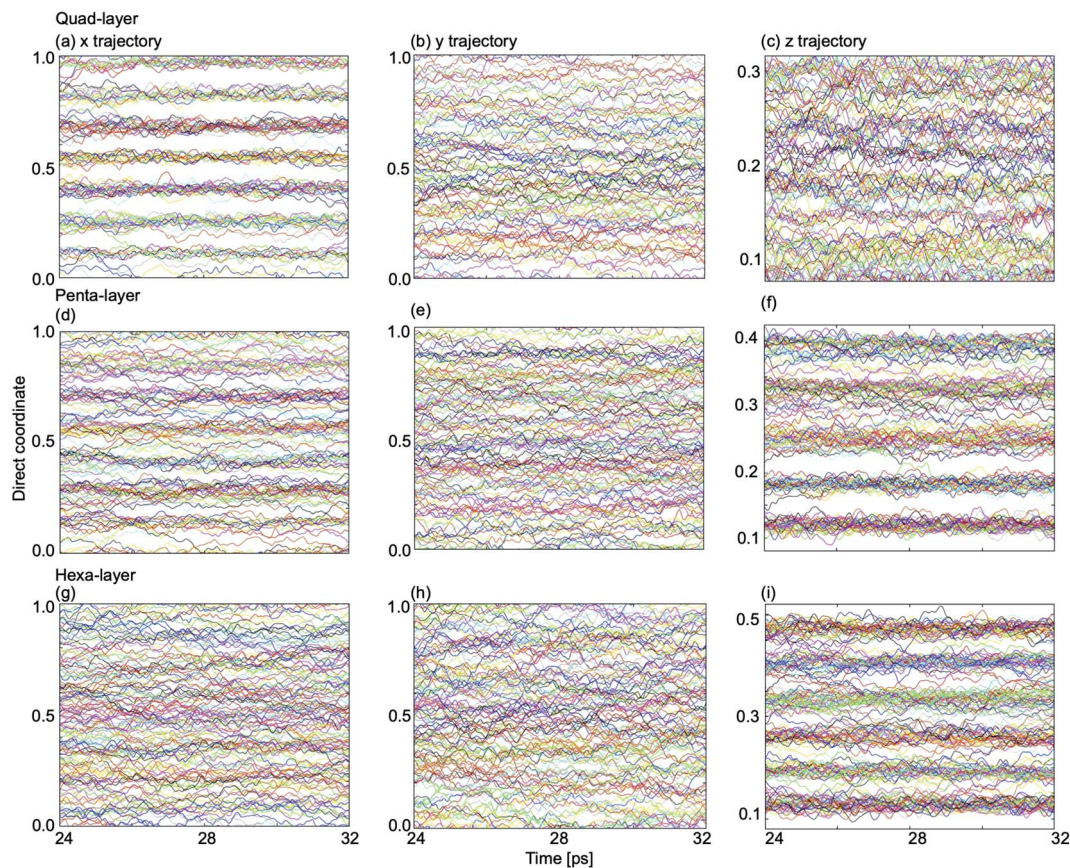 Quad-layer
(a) x trajectory
(b) y trajectory
(c) z trajectory
1.0
0.5
0.0
1.0
0.5
0.0
0.3
0.2
0.1
Penta-layer
(d)
(e)
(f)
1.0
0.5
0.0
1.0
0.5
0.0
0.4
0.3
0.2
0.1
Direct coordinate
Hexa-layer
(g)
(h)
(i)
1.0
0.5
0.0
1.0
0.5
0.0
0.5
0.3
0.1
24 28 32
24 28 32
24 28 32
Time [ps]